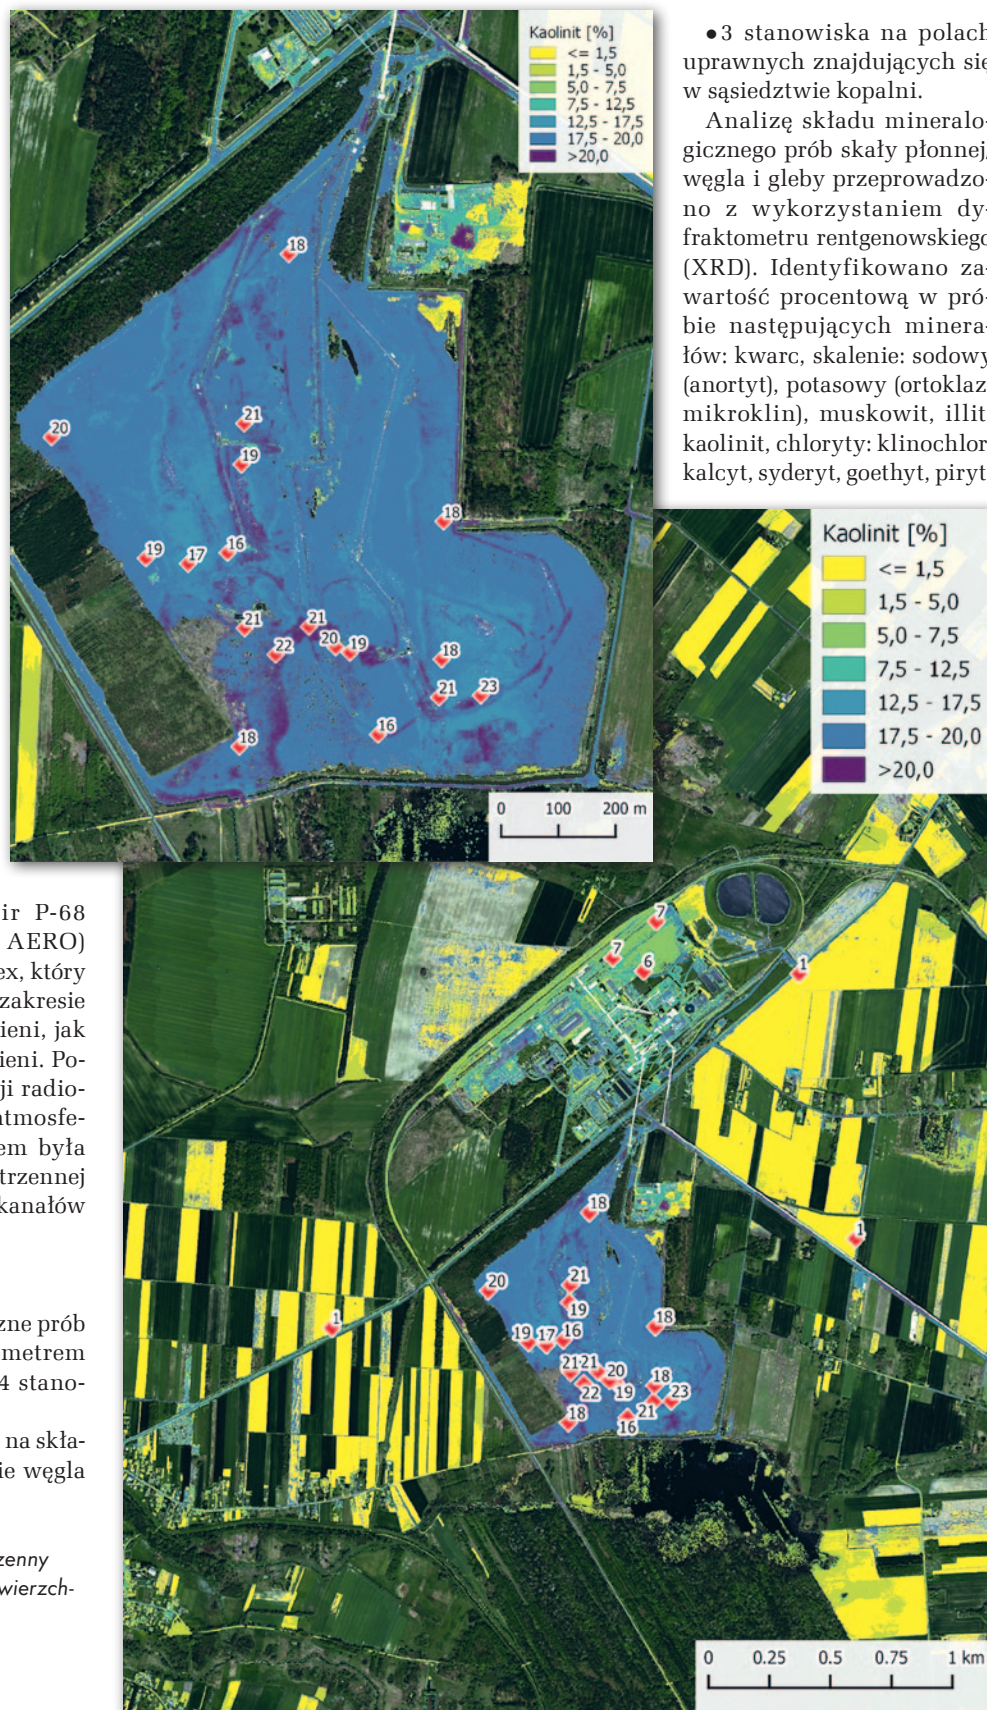 Kaolinit [%]
<= 1,5
1,5 - 5,0
5,0 - 7,5
7,5 - 12,5
12,5 - 17,5
17,5 - 20,0
>20,0
18
21
20
19
18
16
19
17
21
21
22
20
19
18
21
23
16
18
0 100 200 m
•3 stanowiska na polach
uprawnych znajdujących się
w sąsiedztwie kopalni.
Analizę składu mineralo-
gicznego prób skały płonnej,
węgla i gleby przeprowadzo-
no z wykorzystaniem dy-
fraktometru rentgenowskiego
(XRD). Identyfikowano za-
wartość procentową w pró-
bie następujących minera-
łów: kwarc, skalenie: sodowy
(anortyt), potasowy (ortoklaz,
mikroklin), muskowit, illit,
kaolinit, chloryty: klinochlor,
kalcyt, syderyt, goethyt, piryt
Kaolinit [%]
<= 1,5
1,5 - 5,0
5,0 - 7,5
7,5 - 12,5
12,5 - 17,5
17,5 - 20,0
>20,0
7
7
6
1
18
1
20
21
19
18
1
19
17
16
21
21
20
22
19
18
23
21
18
16
0 0.25 0.5 0.75 1 km
ir P-68
AERO)
ex, który
zakresie
ieni, jak
ieni. Po-
ji radio-
atmosfe-
em była
trzennej
kanałów
zne prób
metrem
4 stano-
na skła-
ie węgla
zenny
wierzch-